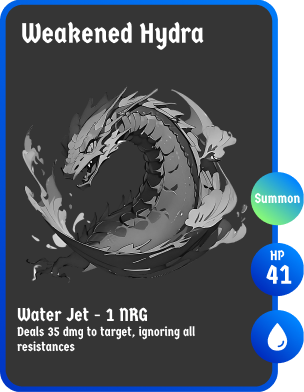 Weakened Hydra
Summon
HP
41
Water Jet - 1 NRG
Deals 35 dmg to target, ignoring all
resistances